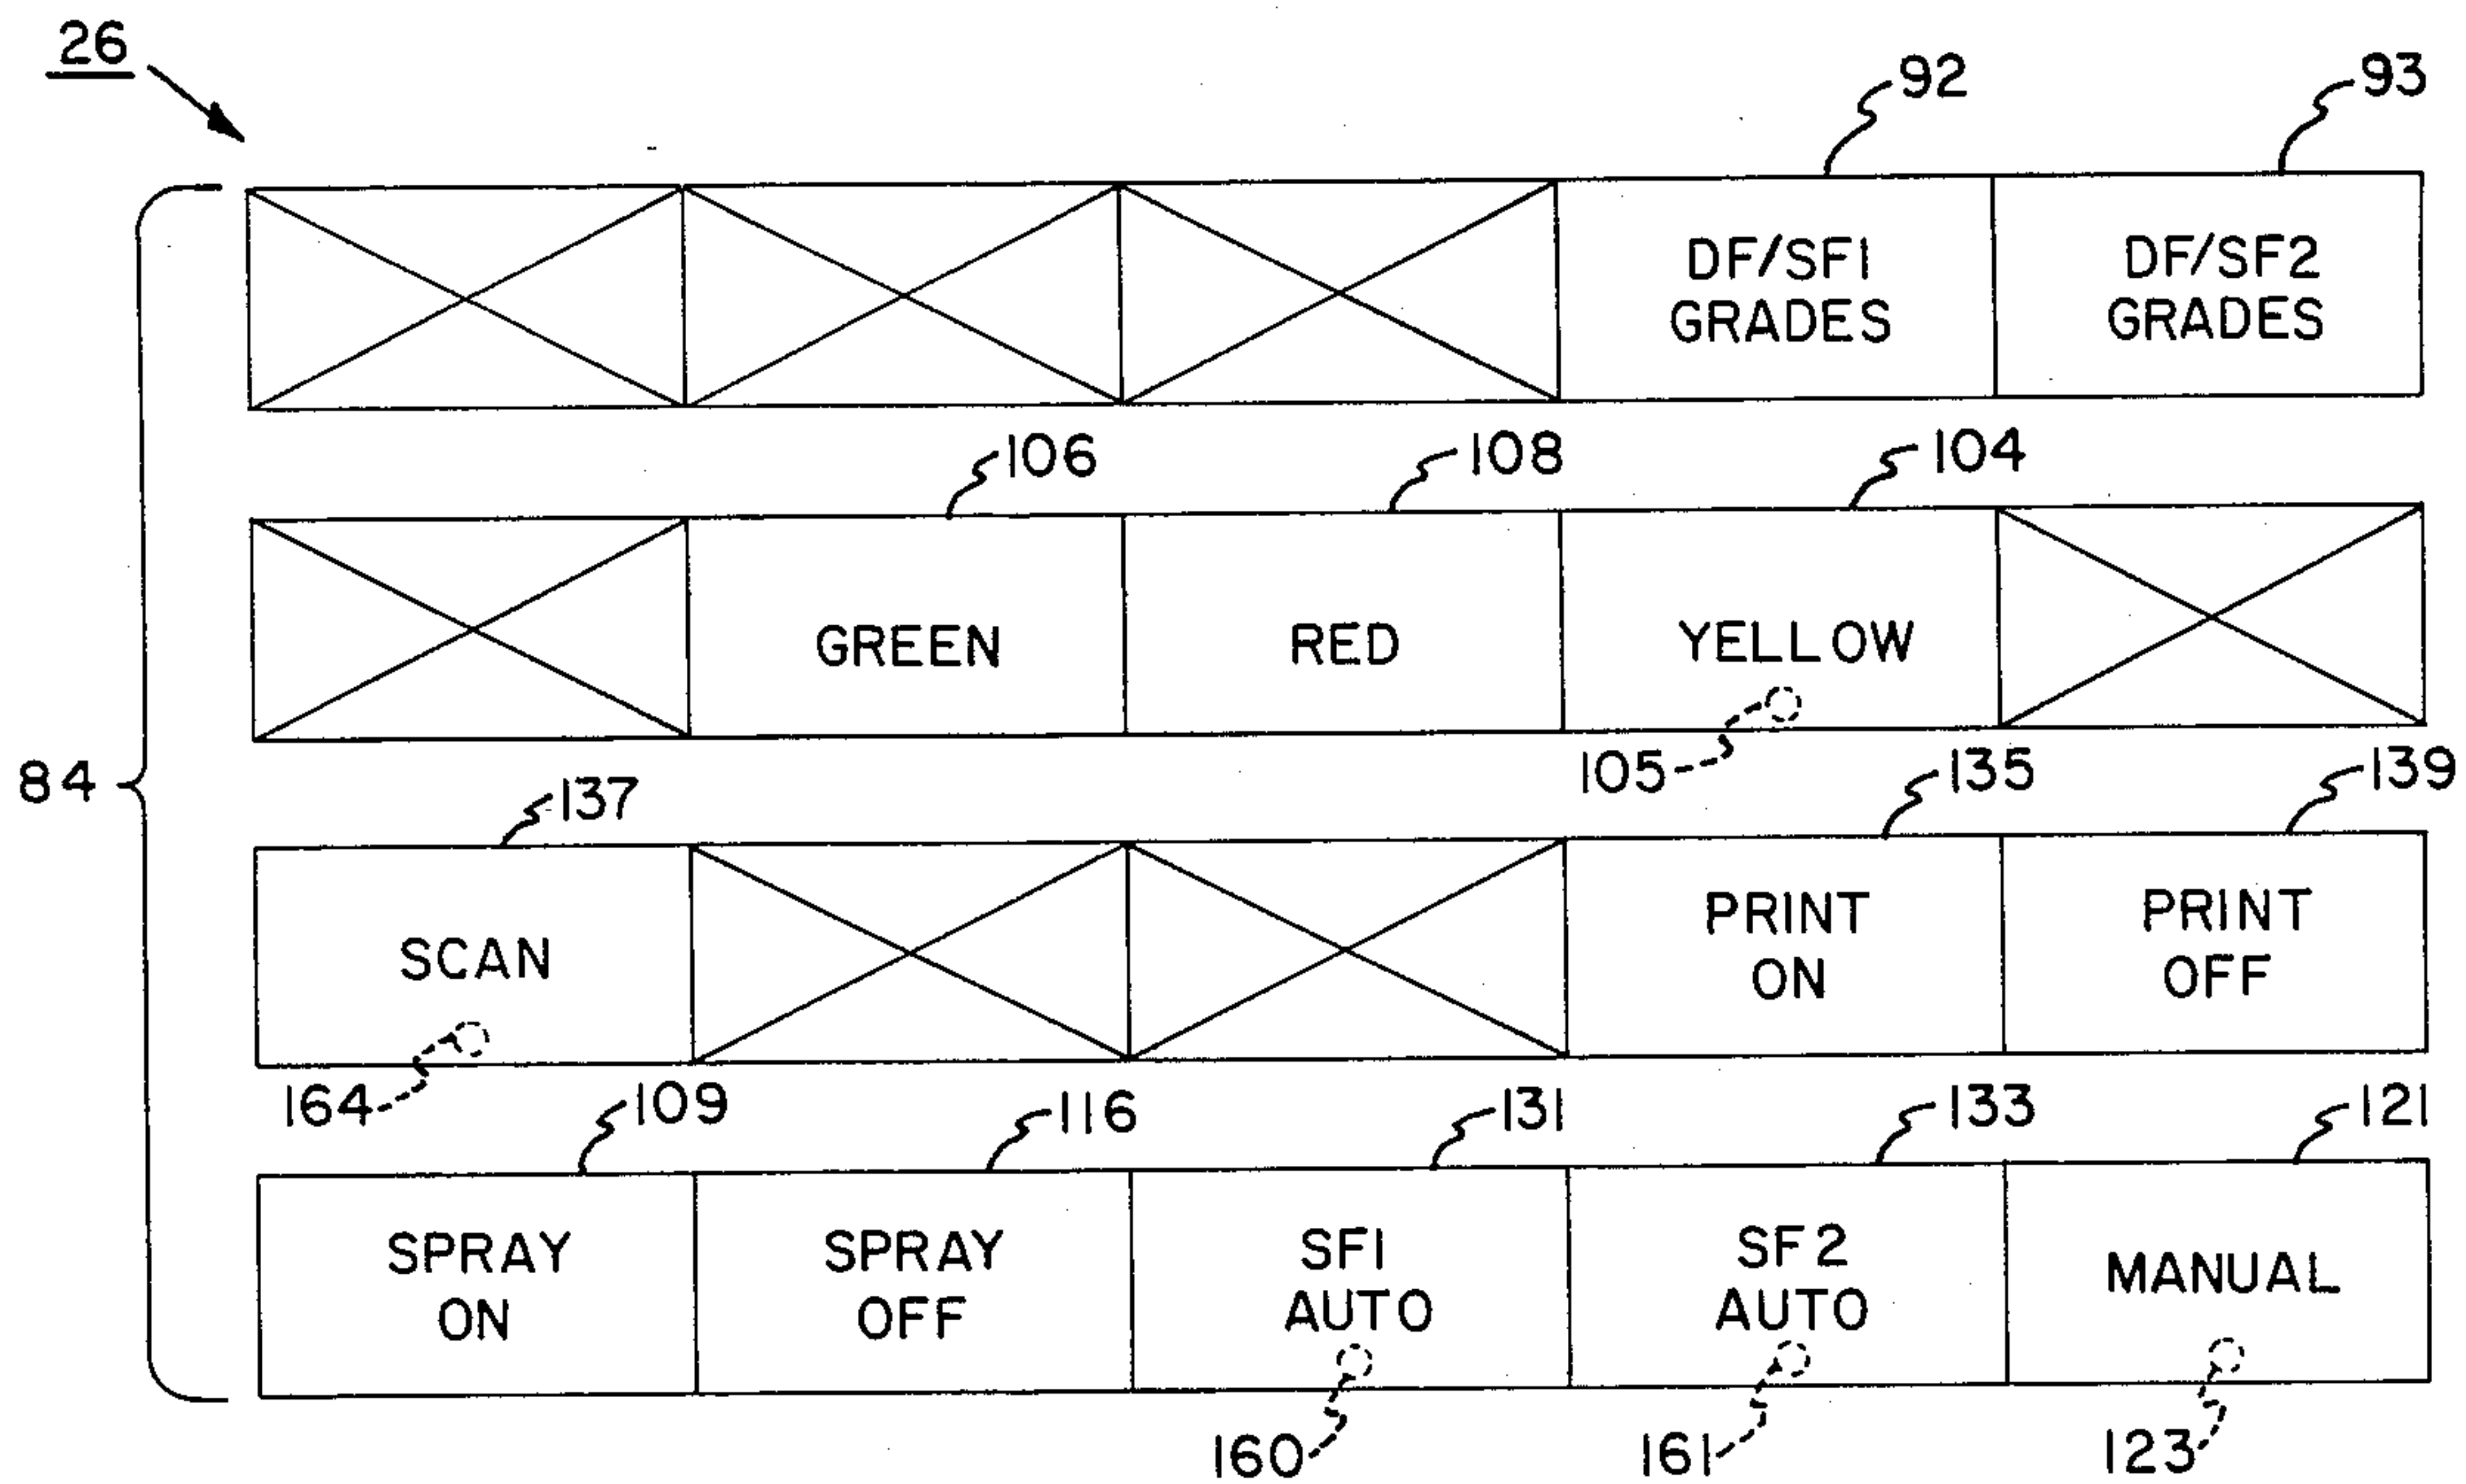 26
92
93
DF/SF1
GRADES
DF/SF2
GRADES
106
108
104
GREEN
RED
YELLOW
105
84
137
135
139
SCAN
PRINT
ON
PRINT
OFF
164
109
116
131
133
121
SPRAY
ON
SPRAY
OFF
SF1
AUTO
SF2
AUTO
MANUAL
160
161
123